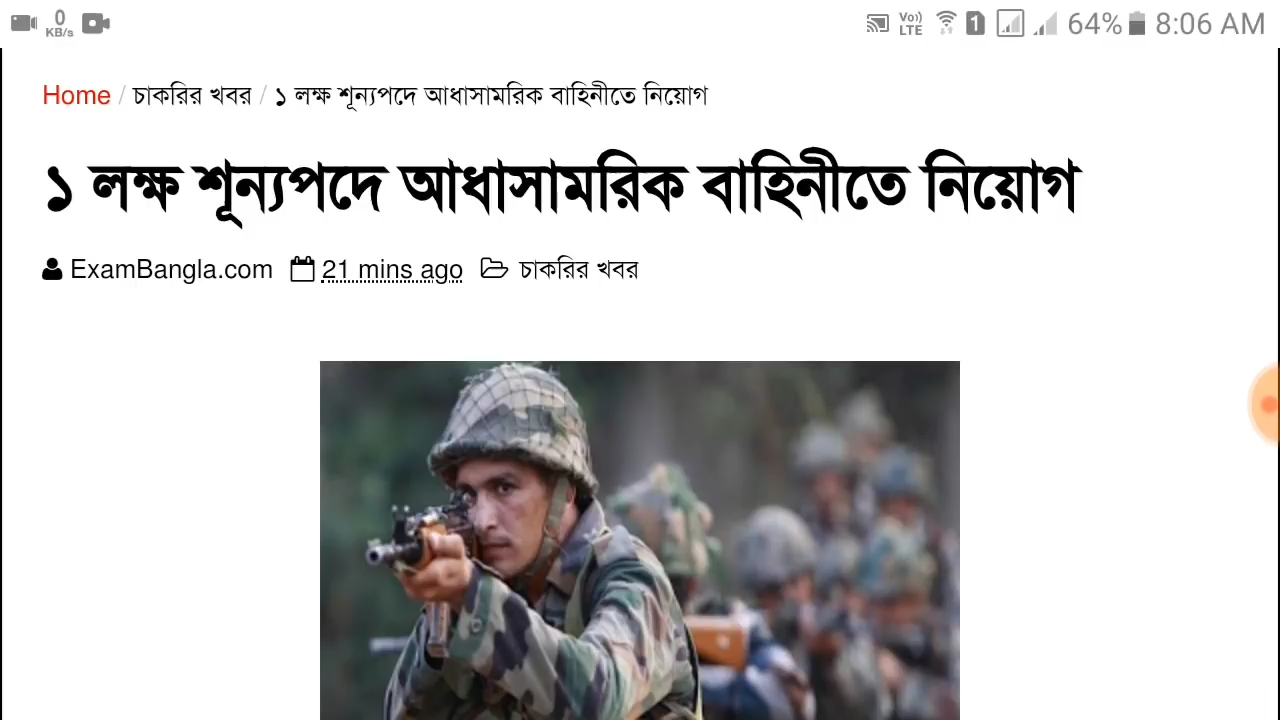 0 KB/s Vo) LTE 1 64% 8:06 AM
Home / চাকরির খবর / ১ লক্ষ শূন্যপদে আধাসামরিক বাহিনীতে নিয়োগ
১ লক্ষ শূন্যপদে আধাসামরিক বাহিনীতে নিয়োগ
ExamBangla.com 21 mins ago চাকরির খবর